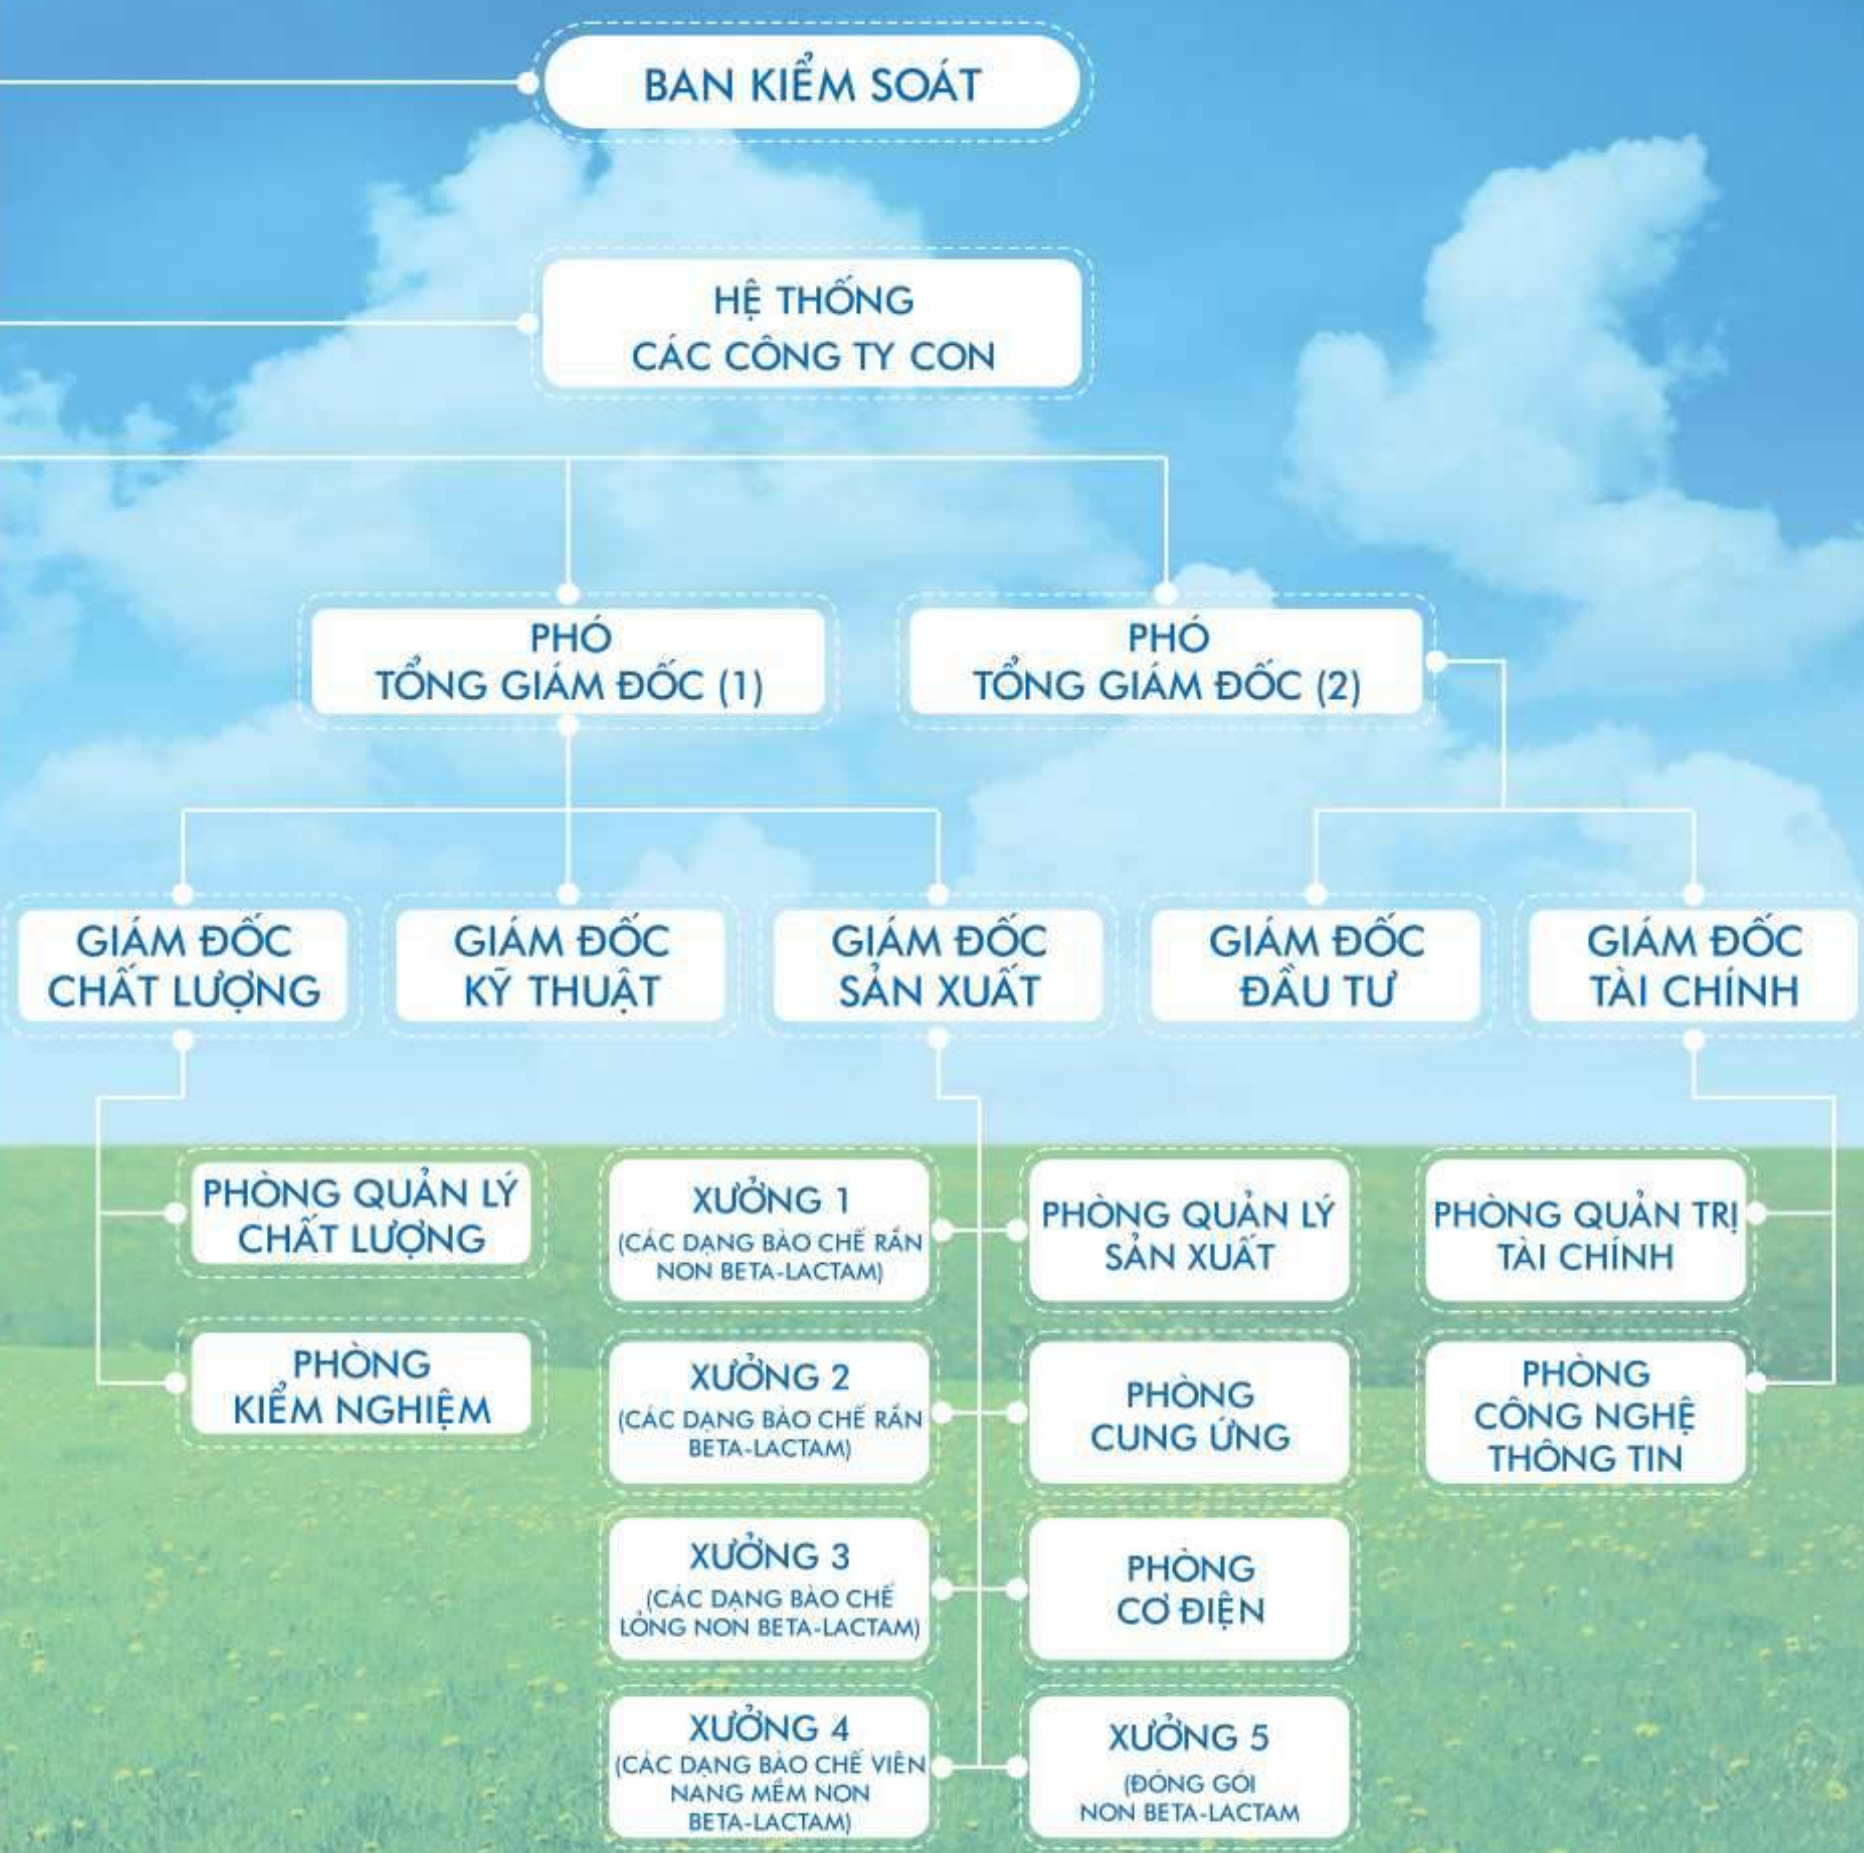 BAN KIỂM SOÁT
HỆ THỐNG
CÁC CÔNG TY CON
PHÓ
TỔNG GIÁM ĐỐC (1)
PHÓ
TỔNG GIÁM ĐỐC (2)
GIÁM ĐỐC
CHẤT LƯỢNG
GIÁM ĐỐC
KỸ THUẬT
GIÁM ĐỐC
SẢN XUẤT
GIÁM ĐỐC
ĐẦU TƯ
GIÁM ĐỐC
TÀI CHÍNH
PHÒNG QUẢN LÝ
CHẤT LƯỢNG
XƯỞNG 1
(CÁC DẠNG BÀO CHẾ RẮN
NON BETA-LACTAM)
PHÒNG QUẢN LÝ
SẢN XUẤT
PHÒNG QUẢN TRỊ
TÀI CHÍNH
PHÒNG
KIỂM NGHIỆM
XƯỞNG 2
(CÁC DẠNG BÀO CHẾ RẮN
BETA-LACTAM)
PHÒNG
CUNG ỨNG
PHÒNG
CÔNG NGHỆ
THÔNG TIN
XƯỞNG 3
(CÁC DẠNG BÀO CHẾ
LỎNG NON BETA-LACTAM)
PHÒNG
CƠ ĐIỆN
XƯỞNG 4
(CÁC DẠNG BÀO CHẾ VIÊN
NANG MỀM NON
BETA-LACTAM)
XƯỞNG 5
(ĐÓNG GÓI
NON BETA-LACTAM